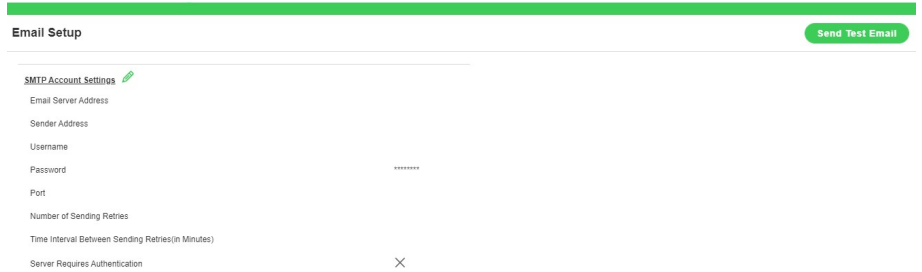 Email Setup
Send Test Email
SMTP Account Settings
Email Server Address
Sender Address
Username
Password ********
Port
Number of Sending Retries
Time Interval Between Sending Retries(in Minutes)
Server Requires Authentication